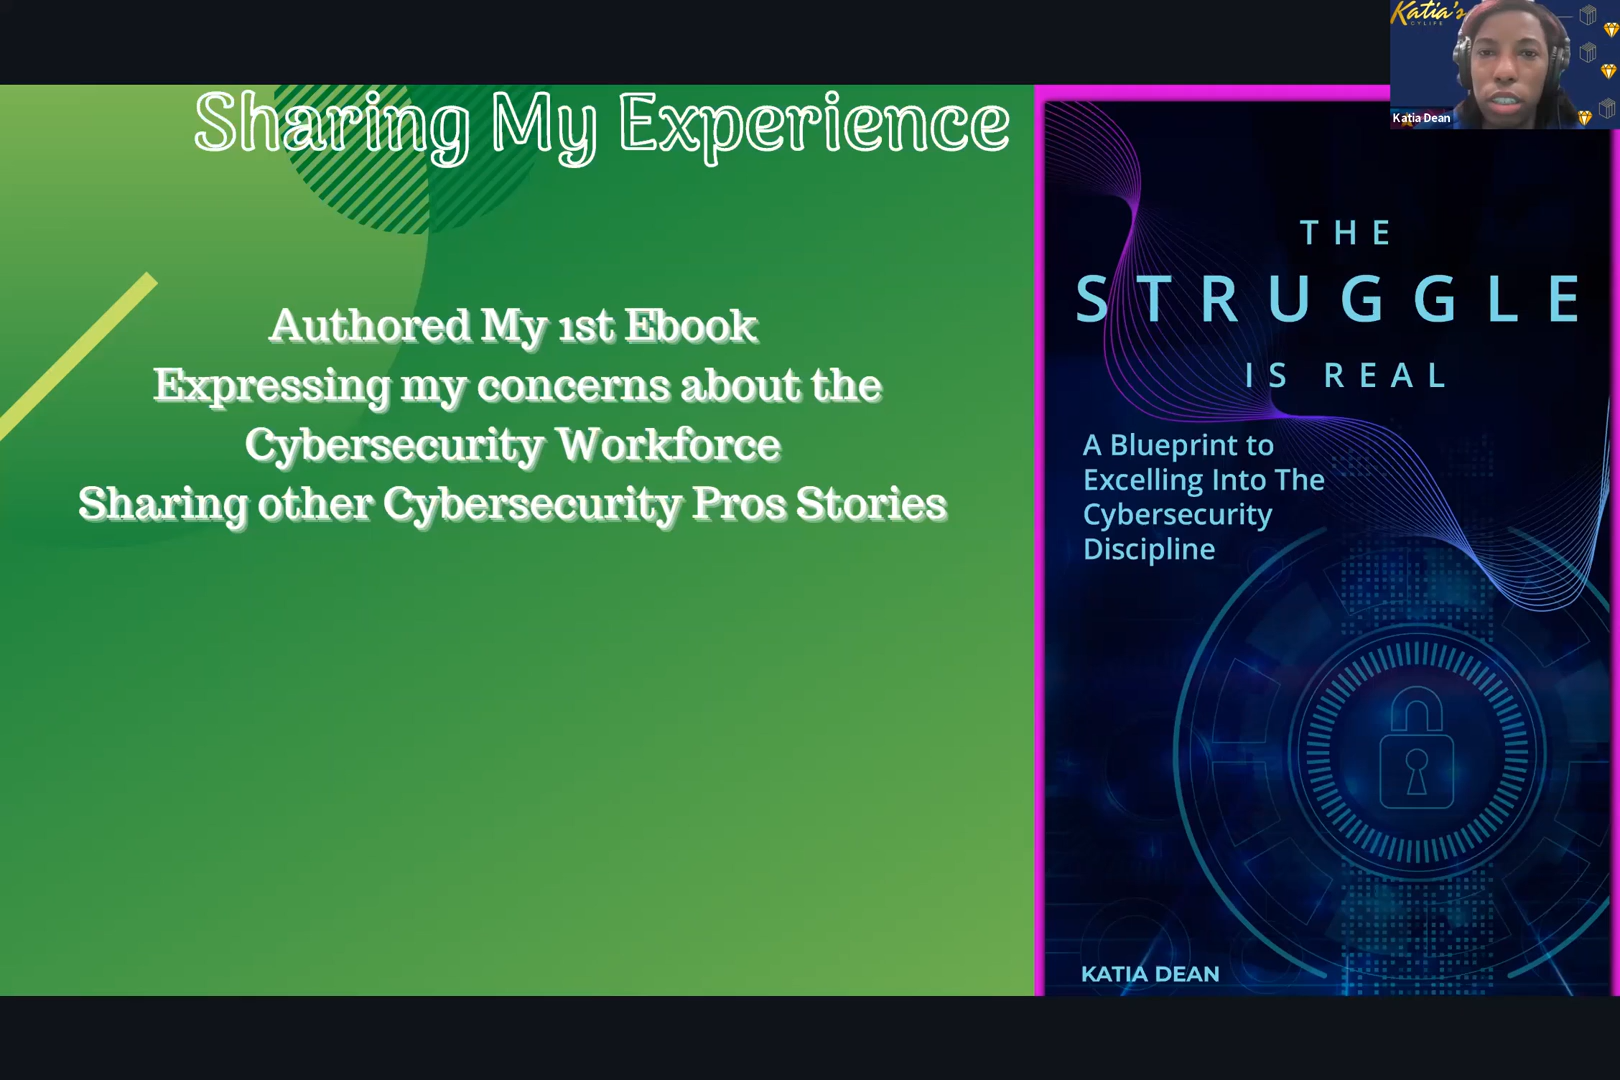 Sharing My Experience
Authored My 1st Ebook
Expressing my concerns about the
Cybersecurity Workforce
Sharing other Cybersecurity Pros Stories
THE
STRUGGLE
IS REAL
A Blueprint to
Excelling Into The
Cybersecurity
Discipline
KATIA DEAN
Katia's
Katia Dean